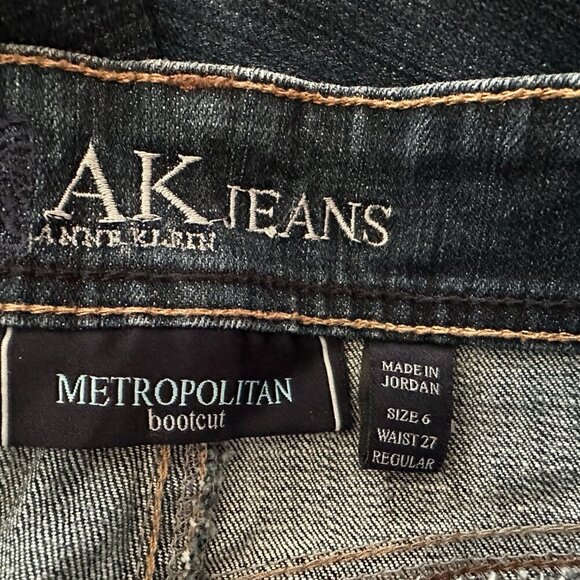 AK JEANS
ANNE KLEIN
METROPOLITAN
bootcut
MADE IN
JORDAN
SIZE 6
WAIST 27
REGULAR